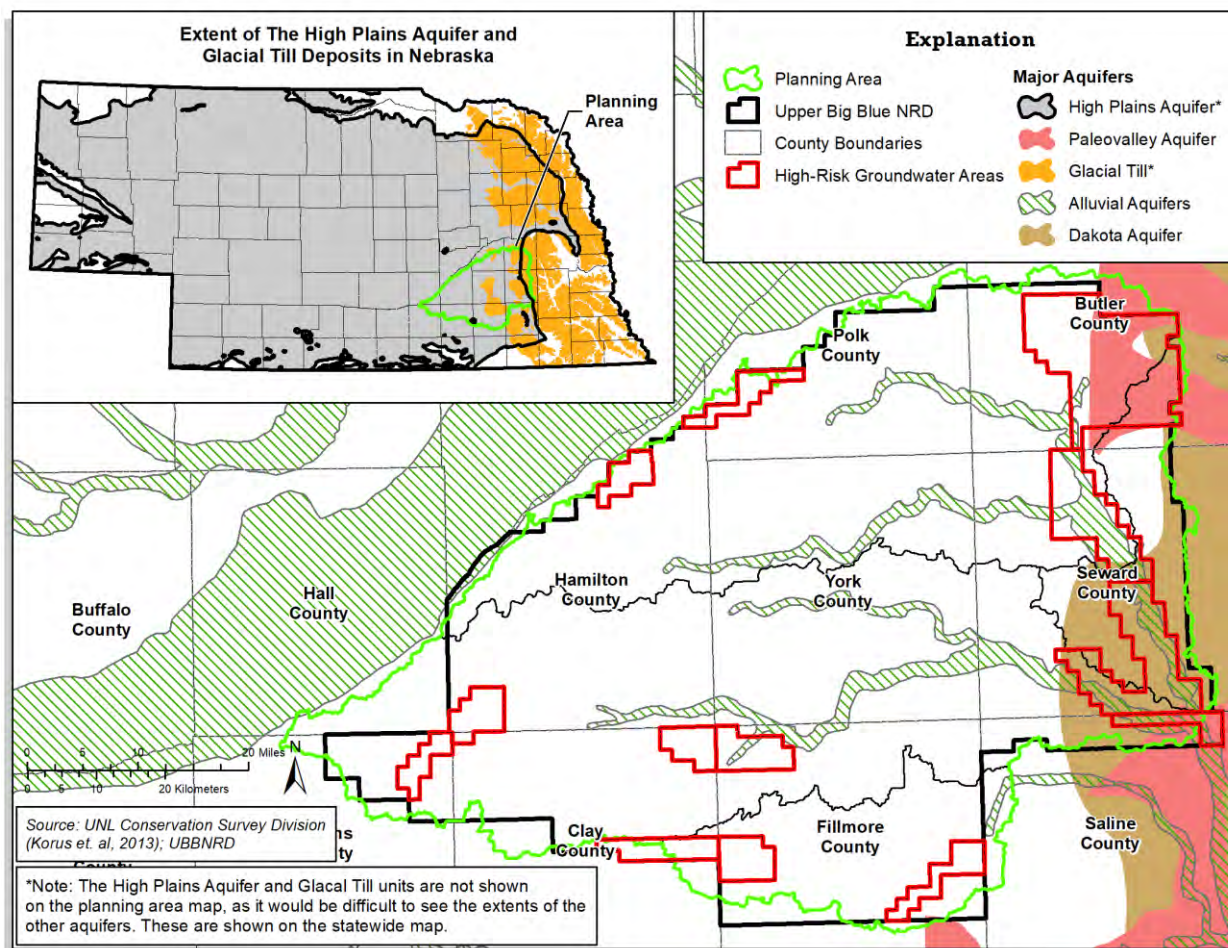 Extent of The High Plains Aquifer and
Glacial Till Deposits in Nebraska
Planning
Area
Explanation
Planning Area
Upper Big Blue NRD
County Boundaries
High-Risk Groundwater Areas
Major Aquifers
High Plains Aquifer*
Paleovalley Aquifer
Glacial Till*
Alluvial Aquifers
Dakota Aquifer
Butler
County
Polk
County
Buffalo
County
Hall
County
Hamilton
County
York
County
Seward
County
Clay
County
Fillmore
County
Saline
County
0 5 10 20 Miles
N
0 5 10 20 Kilometers
Source: UNL Conservation Survey Division
(Korus et. al, 2013); UBBNRD
*Note: The High Plains Aquifer and Glacal Till units are not shown
on the planning area map, as it would be difficult to see the extents of the
other aquifers. These are shown on the statewide map.